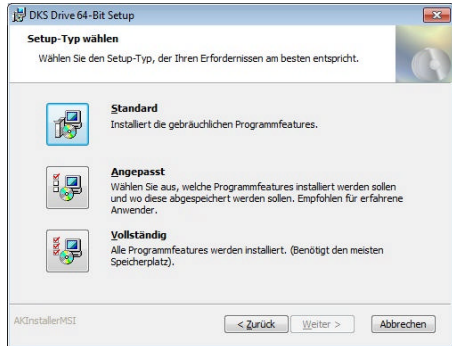 DKS Drive 64-Bit Setup
Setup-Typ wählen
Wählen Sie den Setup-Typ, der Ihren Erfordernissen am besten entspricht.
Standard
Installiert die gebräuchlichen Programmfeatures.
Angepasst
Wählen Sie aus, welche Programmfeatures installiert werden sollen
und wo diese abgespeichert werden sollen. Empfohlen für erfahrene
Anwender.
Vollständig
Alle Programmfeatures werden installiert. (Benötigt den meisten
Speicherplatz).
AKInstallerMSI
< Zurück
Weiter >
Abbrechen